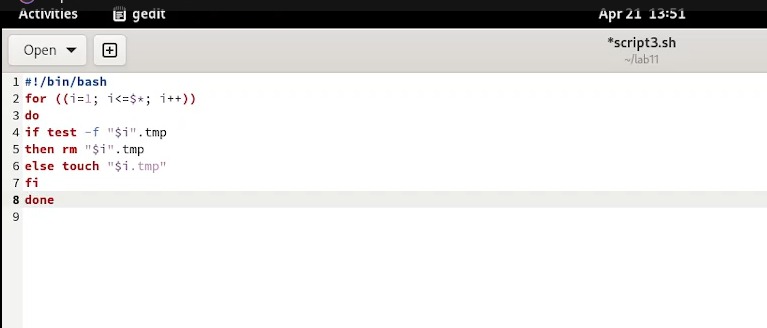 Activities gedit Apr 21 13:51
Open *script3.sh
~/lab11
1 #!/bin/bash
2 for ((i=1; i<=$*; i++))
3 do
4 if test -f "$i".tmp
5 then rm "$i".tmp
6 else touch "$i.tmp"
7 fi
8 done
9